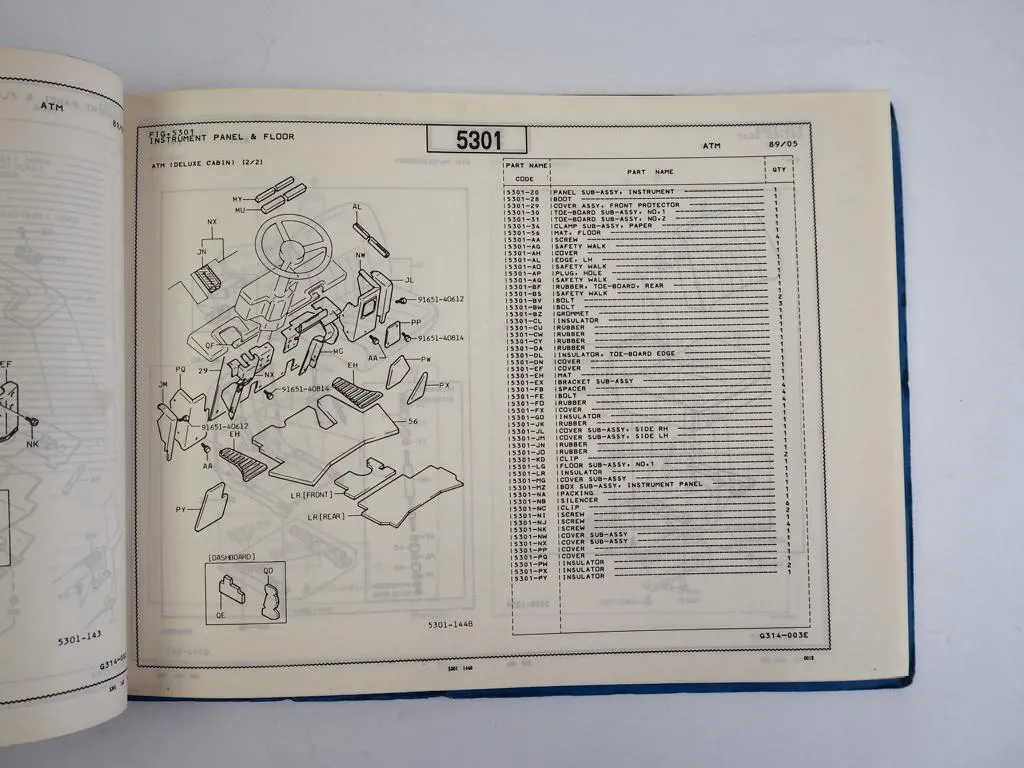 ATM
EF
NK
5301-143
FIG-5301
INSTRUMENT PANEL & FLOOR
5301
ATM
89/05
ATM (DELUXE CABIN) [2/2]
MY
MU
AL
NX
JN
NW
JL
91651-40612
PP
91651-40814
QF
MG
AA
29
EH
PW
NX
PQ
PX
JM
91651-40814
91651-40612
56
EH
AA
LR[FRONT]
PY
LR[REAR]
[DASHBOARD]
QD
QE
5301-144B
PART NAME CODE
PART NAME
QTY
5301-20 PANEL SUB-ASSY, INSTRUMENT 1
5301-28 BOOT
5301-29 COVER ASSY, FRONT PROTECTOR
5301-30 TOE-BOARD SUB-ASSY, NO.1
5301-31 TOE-BOARD SUB-ASSY, NO.2
5301-34 CLAMP SUB-ASSY, PAPER
5301-56 MAT, FLOOR
5301-AA SCREW
5301-AG SAFETY WALK
5301-AH COVER
5301-AL EDGE, LH
5301-AO SAFETY WALK
5301-AP PLUG, HOLE
5301-AQ SAFETY WALK
5301-BF RUBBER, TOE-BOARD, REAR
5301-BS SAFETY WALK
5301-BV BOLT
5301-BW BOLT
5301-BZ GROMMET
5301-CL INSULATOR
5301-CU RUBBER
5301-CW RUBBER
5301-CY RUBBER
5301-DA RUBBER
5301-DL INSULATOR, TOE-BOARD EDGE
5301-DN COVER
5301-EF COVER
5301-EH MAT
5301-EX BRACKET SUB-ASSY
5301-FB SPACER
5301-FE BOLT
5301-FO RUBBER
5301-FX COVER
5301-GO INSULATOR
5301-JK RUBBER
5301-JL COVER SUB-ASSY, SIDE RH
5301-JM COVER SUB-ASSY, SIDE LH
5301-JN RUBBER
5301-JO RUBBER
5301-KD CLIP
5301-LG FLOOR SUB-ASSY, NO.1
5301-LR INSULATOR
5301-MG COVER SUB-ASSY
5301-MZ BOX SUB-ASSY, INSTRUMENT PANEL
5301-NA PACKING
5301-NB SILENCER
5301-NC CLIP
5301-NI SCREW
5301-NJ SCREW
5301-NK SCREW
5301-NW COVER SUB ASSY
5301-NX COVER SUB ASSY
5301-PP COVER
5301-PQ COVER
5301-PW INSULATOR
5301-PX INSULATOR 2
5301-PY INSULATOR 1
G314-003E
5301 144B
0013